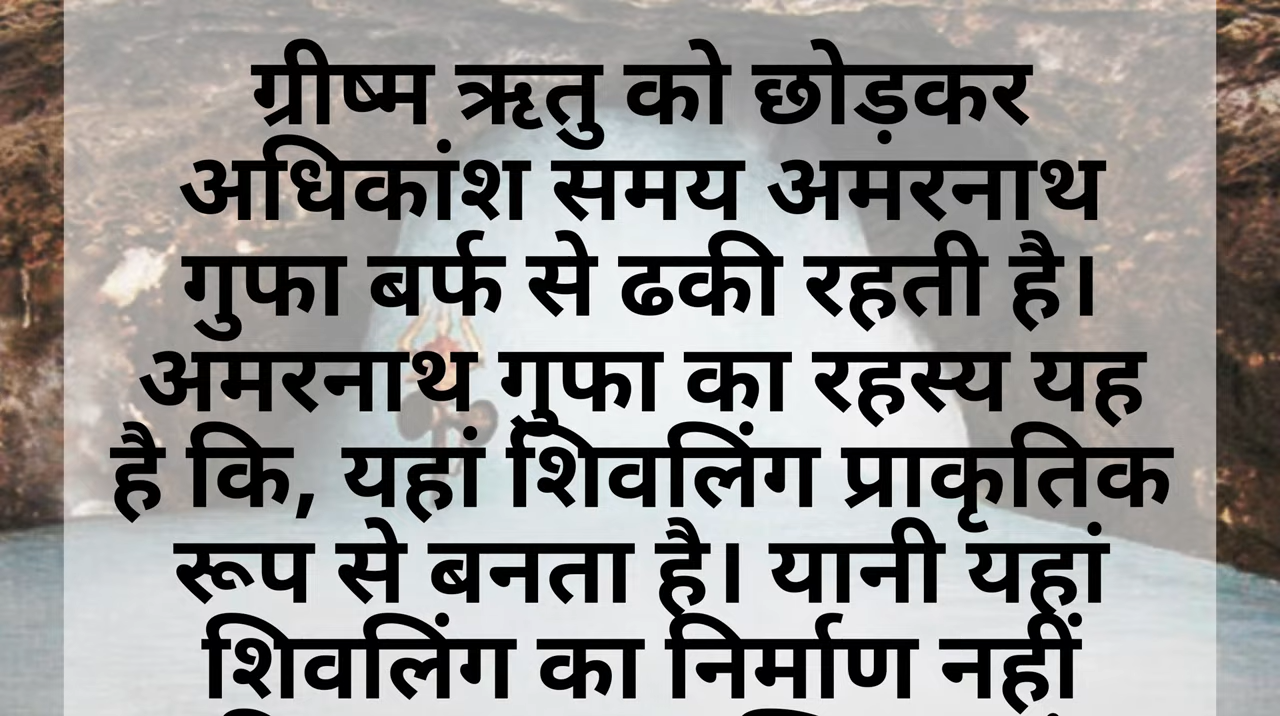 ग्रीष्म ऋतु को छोड़कर
अधिकांश समय अमरनाथ
गुफा बर्फ से ढकी रहती है।
अमरनाथ गुफा का रहस्य यह
है कि, यहां शिवलिंग प्राकृतिक
रूप से बनता है। यानी यहां
शिवलिंग का निर्माण नहीं